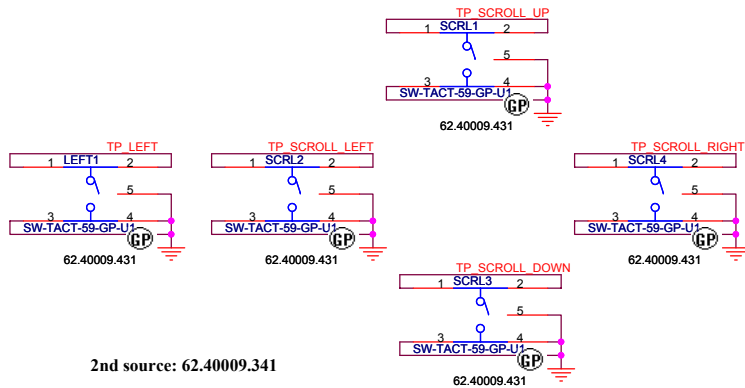 TP_SCROLL_UP
SCRL1
1 2
5
3 4
SW-TACT-59-GP-U1
GP
62.40009.431
TP_LEFT
LEFT1
1 2
5
3 4
SW-TACT-59-GP-U1
GP
62.40009.431
TP_SCROLL_LEFT
SCRL2
1 2
5
3 4
SW-TACT-59-GP-U1
GP
62.40009.431
TP_SCROLL_RIGHT
SCRL4
1 2
5
3 4
SW-TACT-59-GP-U1
GP
62.40009.431
TP_SCROLL_DOWN
SCRL3
1 2
5
3 4
SW-TACT-59-GP-U1
GP
62.40009.431
2nd source: 62.40009.341